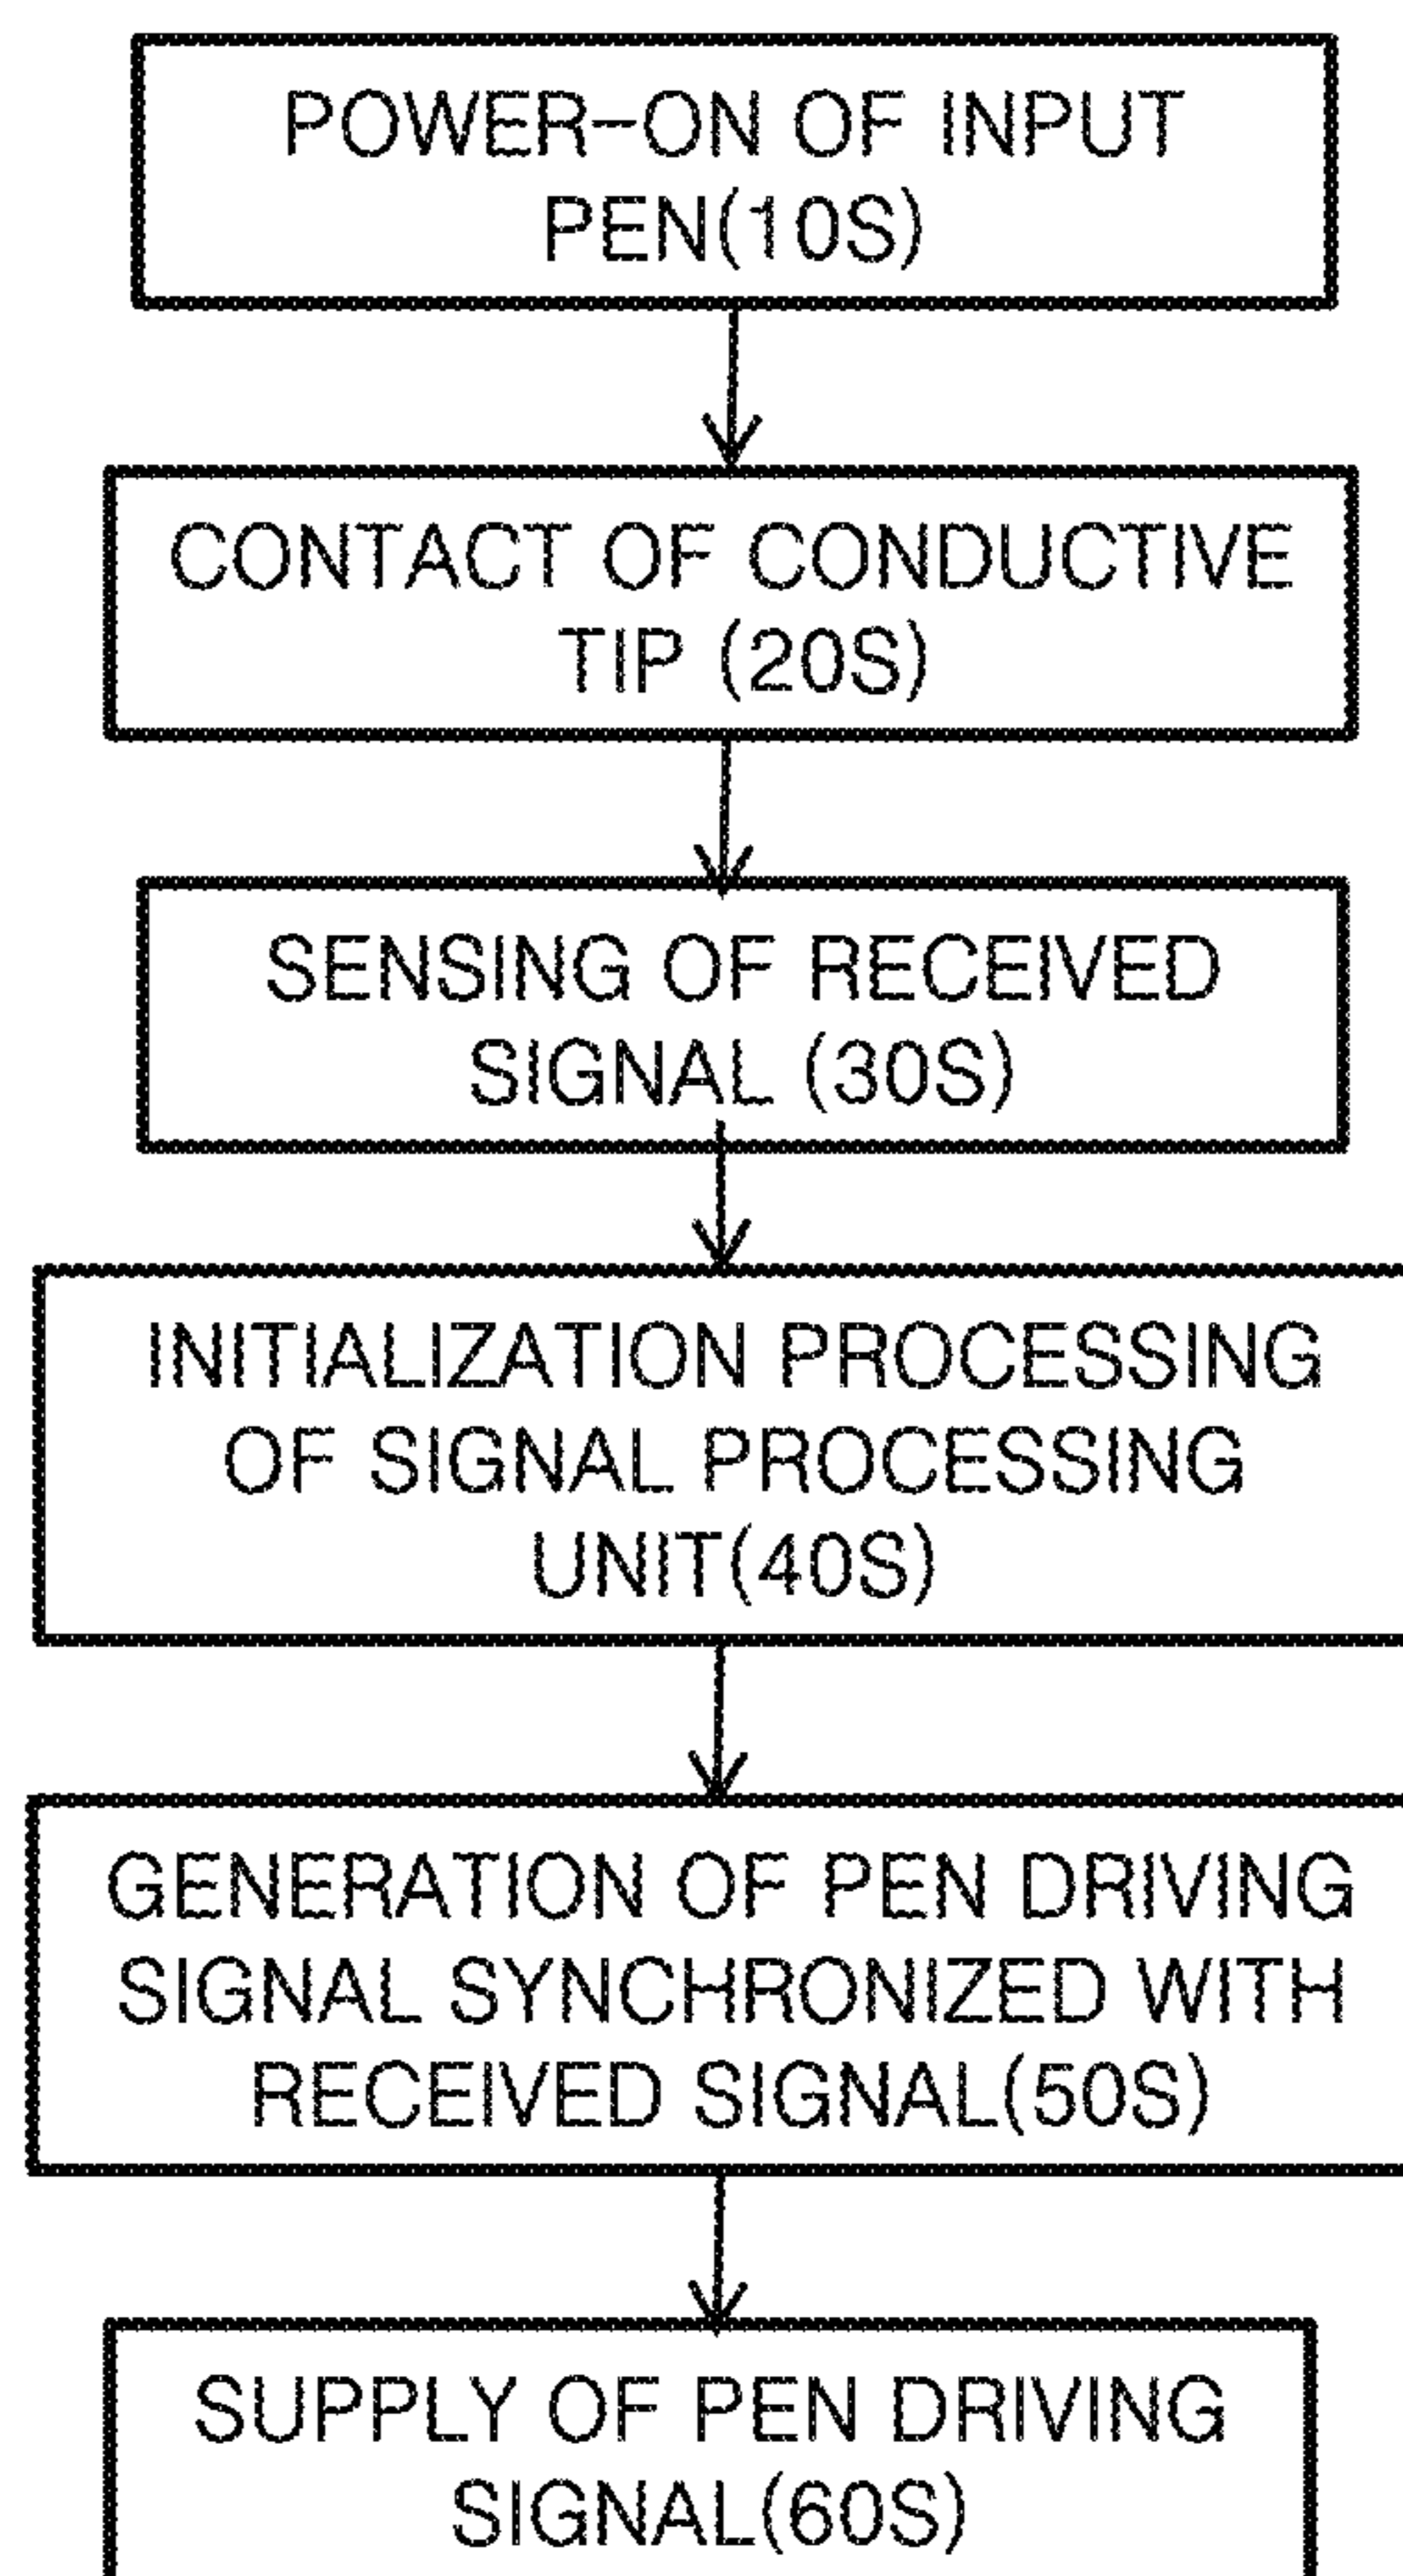 POWER-ON OF INPUT
PEN(10S)
CONTACT OF CONDUCTIVE
TIP (20S)
SENSING OF RECEIVED
SIGNAL (30S)
INITIALIZATION PROCESSING
OF SIGNAL PROCESSING
UNIT(40S)
GENERATION OF PEN DRIVING
SIGNAL SYNCHRONIZED WITH
RECEIVED SIGNAL(50S)
SUPPLY OF PEN DRIVING
SIGNAL(60S)